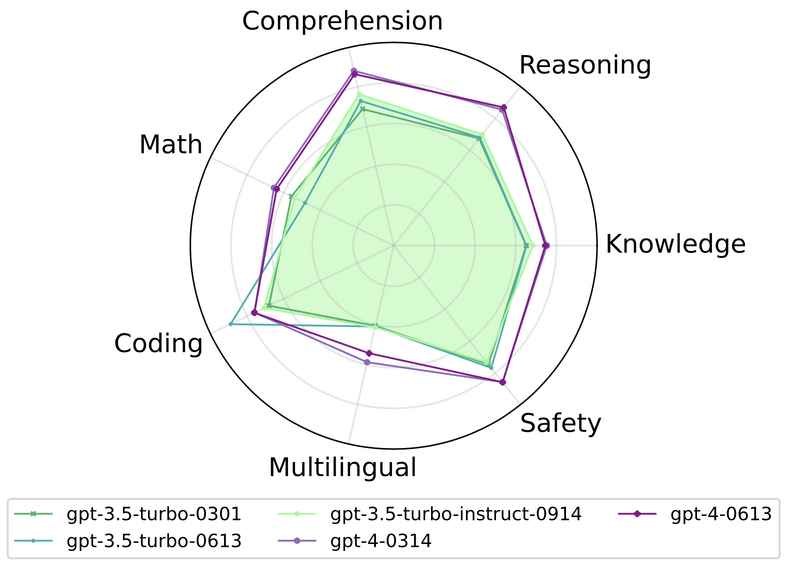 Comprehension
Reasoning
Math
Knowledge
Coding
Safety
Multilingual
gpt-3.5-turbo-0301
gpt-3.5-turbo-instruct-0914
gpt-4-0613
gpt-3.5-turbo-0613
gpt-4-0314